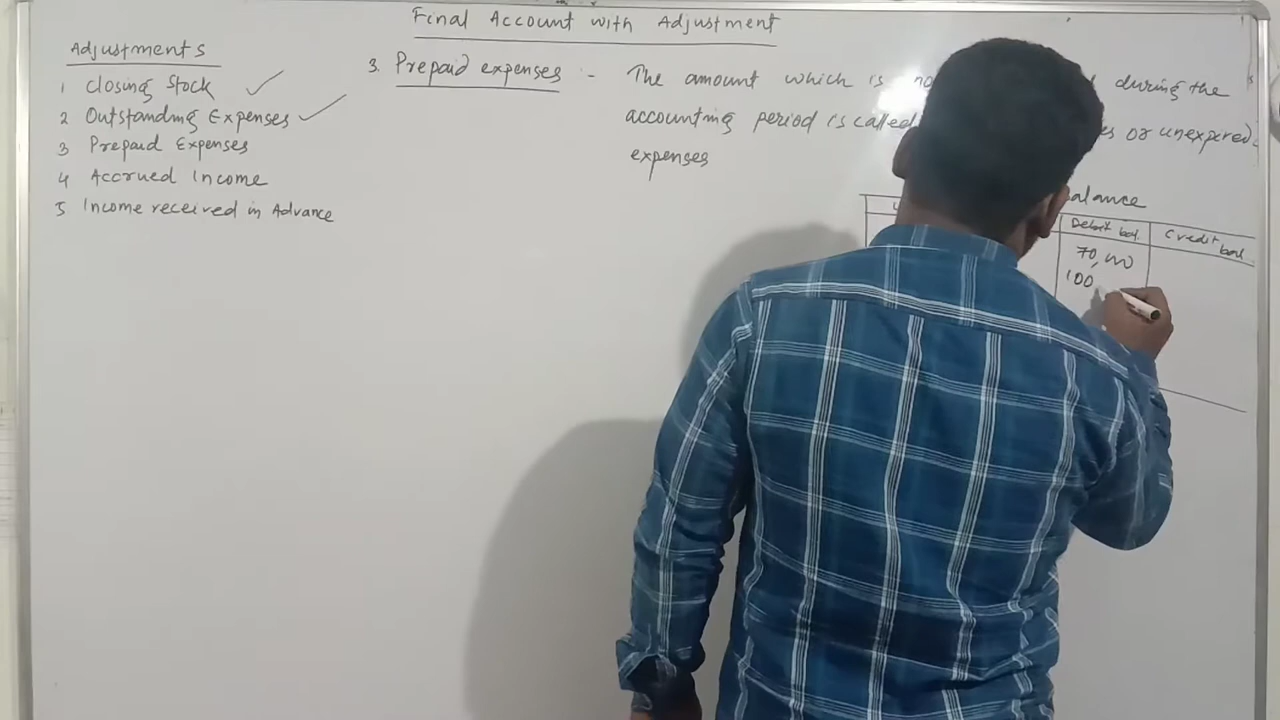 Final Account with Adjustment
Adjustments
1 Closing Stock
2 Outstanding Expenses
3 Prepaid Expenses
4 Accrued Income
5 Income received in Advance
3. Prepaid expenses :- The amount which is during the
accounting period is called or unexpered
expenses
Debit bal. Credit bal.
70,000
100